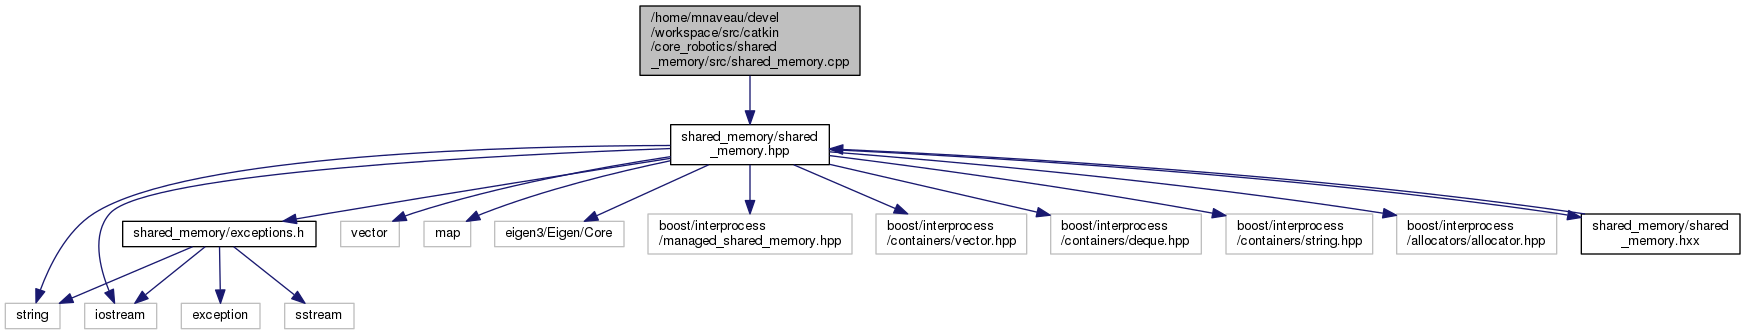 /home/mnaveau/devel
/workspace/src/catkin
/core_robotics/shared
_memory/src/shared_memory.cpp
shared_memory/shared
_memory.hpp
shared_memory/exceptions.h
vector
map
eigen3/Eigen/Core
boost/interprocess
/managed_shared_memory.hpp
boost/interprocess
/containers/vector.hpp
boost/interprocess
/containers/deque.hpp
boost/interprocess
/containers/string.hpp
boost/interprocess
/allocators/allocator.hpp
shared_memory/shared
_memory.hxx
string
iostream
exception
sstream